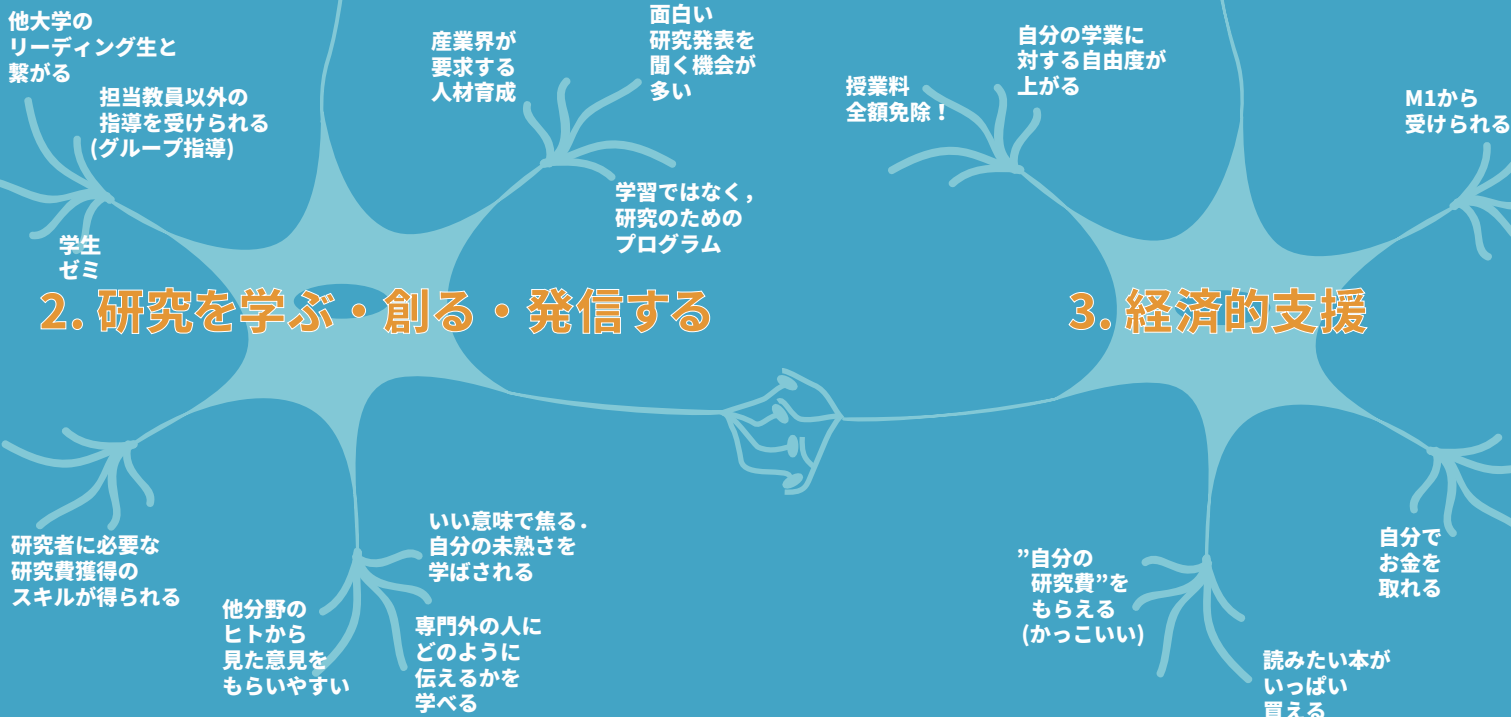 他大学の
リーディング生と
繋がる
担当教員以外の
指導を受けられる
(グループ指導)
学生
ゼミ
産業界が
要求する
人材育成
面白い
研究発表を
聞く機会が
多い
学習ではなく，
研究のための
プログラム
2. 研究を学ぶ・創る・発信する
研究者に必要な
研究費獲得の
スキルが得られる
他分野の
ヒトから
見た意見を
もらいやすい
いい意味で焦る．
自分の未熟さを
学ばされる
専門外の人に
どのように
伝えるかを
学べる
授業料
全額免除！
自分の学業に
対する自由度が
上がる
M1から
受けられる
3. 経済的支援
”自分の
研究費”を
もらえる
(かっこいい)
自分で
お金を
取れる
読みたい本が
いっぱい
買える